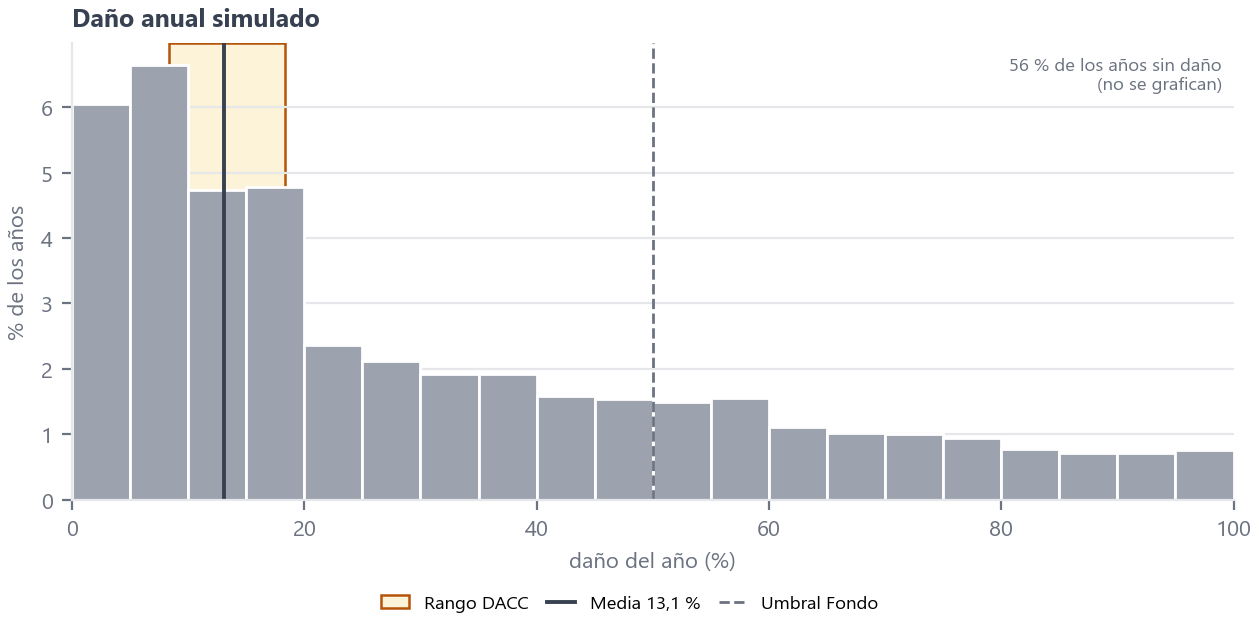 Daño anual simulado
56 % de los años sin daño
(no se grafican)
% de los años
6
5
4
3
2
1
0
0 20 40 60 80 100
daño del año (%)
Rango DACC Media 13,1 % Umbral Fondo